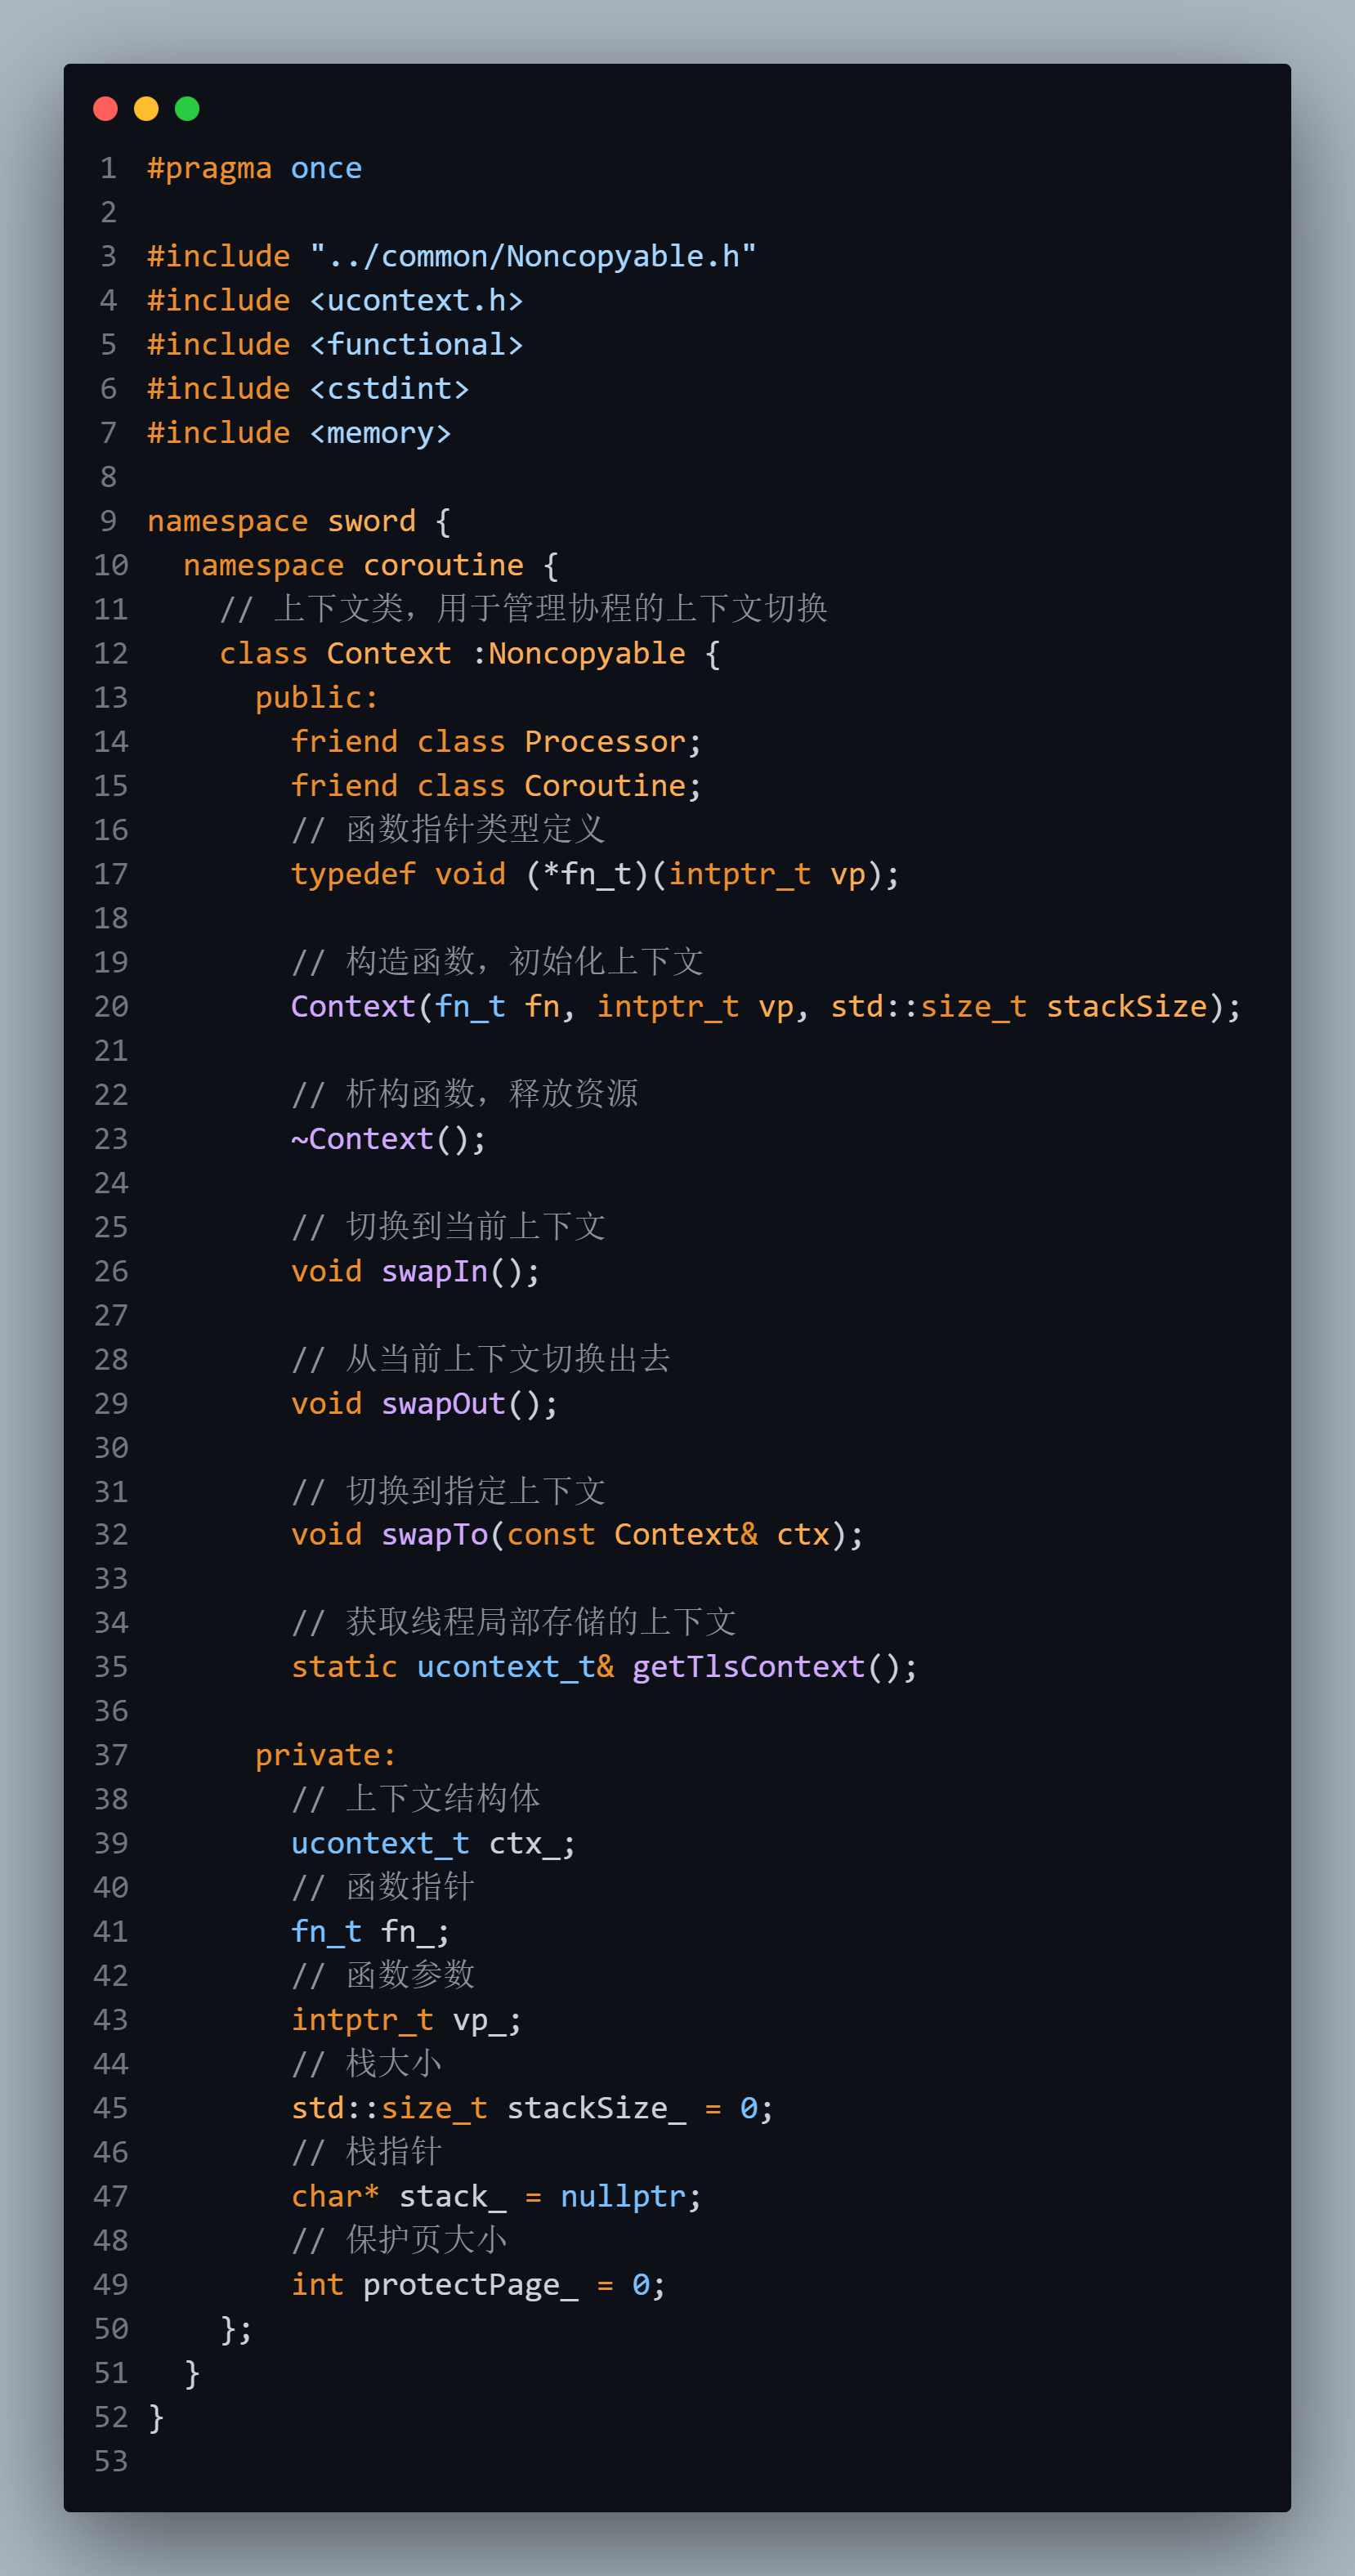 1 #pragma once
2
3 #include "../common/Noncopyable.h"
4 #include <ucontext.h>
5 #include <functional>
6 #include <cstdint>
7 #include <memory>
8
9 namespace sword {
10   namespace coroutine {
11     // 上下文类，用于管理协程的上下文切换
12     class Context :Noncopyable {
13       public:
14         friend class Processor;
15         friend class Coroutine;
16         // 函数指针类型定义
17         typedef void (*fn_t)(intptr_t vp);
18
19         // 构造函数，初始化上下文
20         Context(fn_t fn, intptr_t vp, std::size_t stackSize);
21
22         // 析构函数，释放资源
23         ~Context();
24
25         // 切换到当前上下文
26         void swapIn();
27
28         // 从当前上下文切换出去
29         void swapOut();
30
31         // 切换到指定上下文
32         void swapTo(const Context& ctx);
33
34         // 获取线程局部存储的上下文
35         static ucontext_t& getTlsContext();
36
37       private:
38         // 上下文结构体
39         ucontext_t ctx_;
40         // 函数指针
41         fn_t fn_;
42         // 函数参数
43         intptr_t vp_;
44         // 栈大小
45         std::size_t stackSize_ = 0;
46         // 栈指针
47         char* stack_ = nullptr;
48         // 保护页大小
49         int protectPage_ = 0;
50     };
51   }
52 }
53